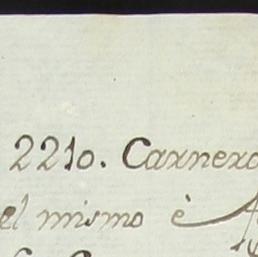 2210. Carnero
el mismo è